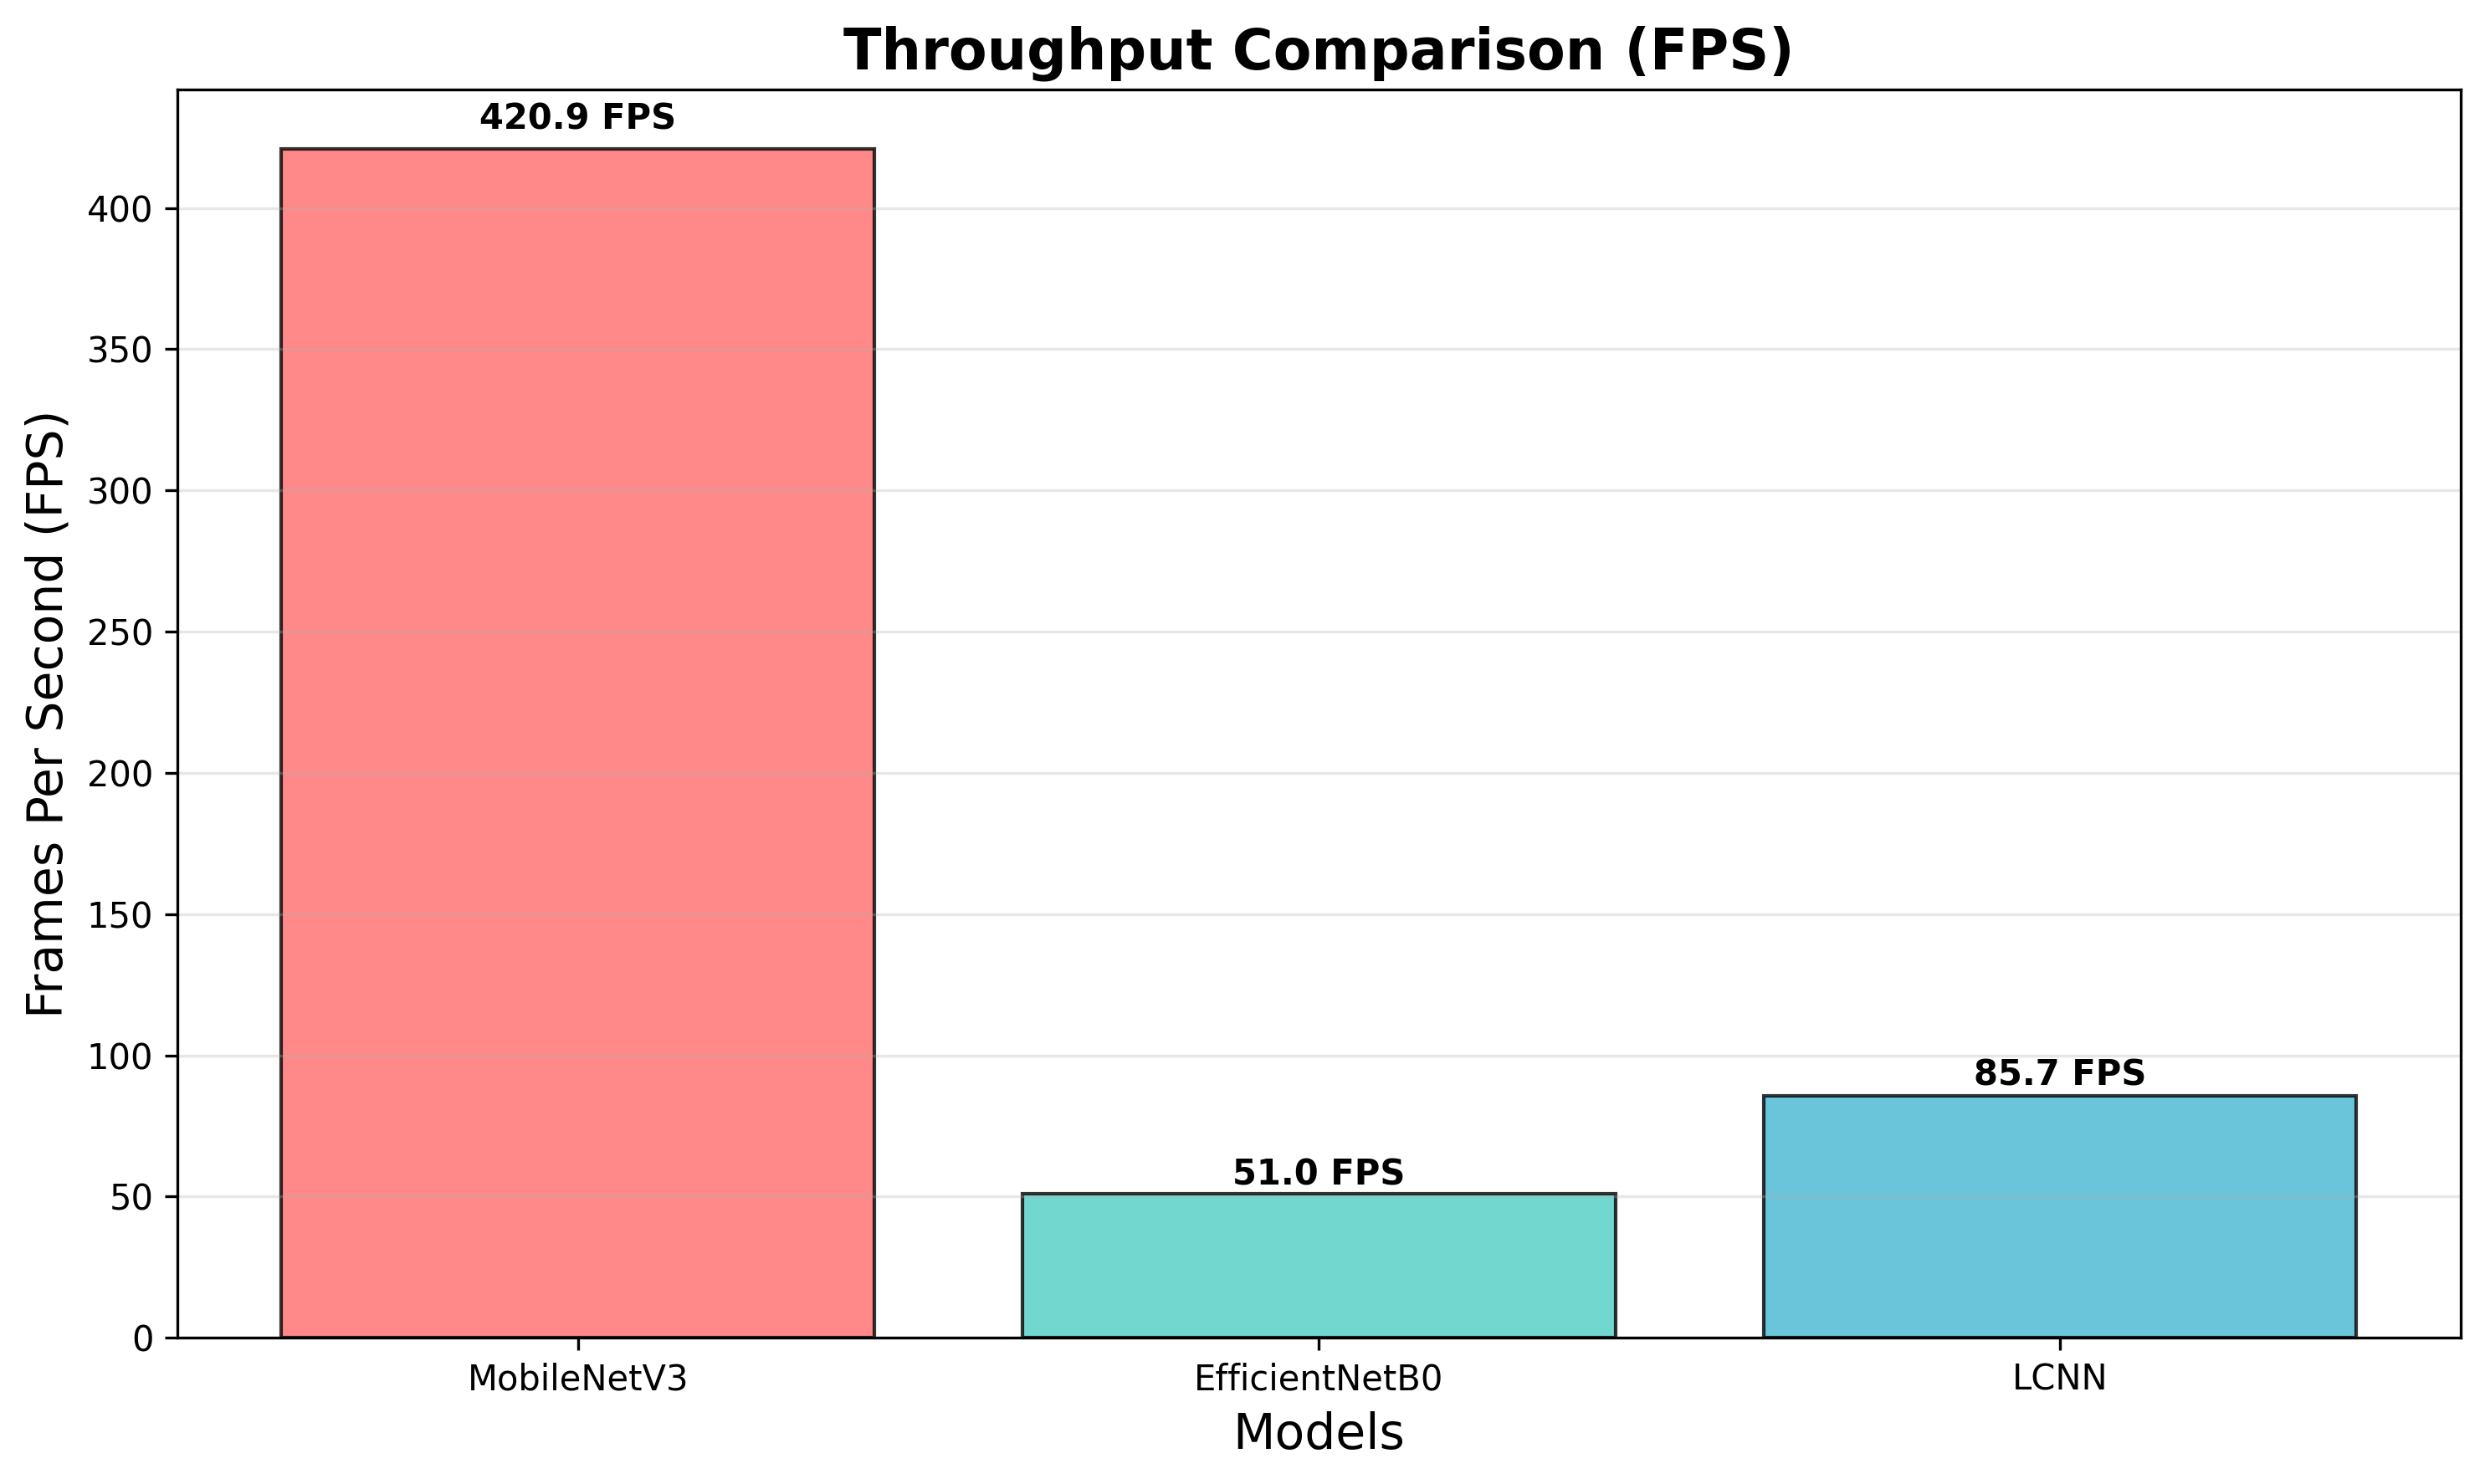 Throughput Comparison (FPS)
Frames Per Second (FPS)
400
350
300
250
200
150
100
50
0
420.9 FPS
51.0 FPS
85.7 FPS
MobileNetV3
EfficientNetB0
LCNN
Models